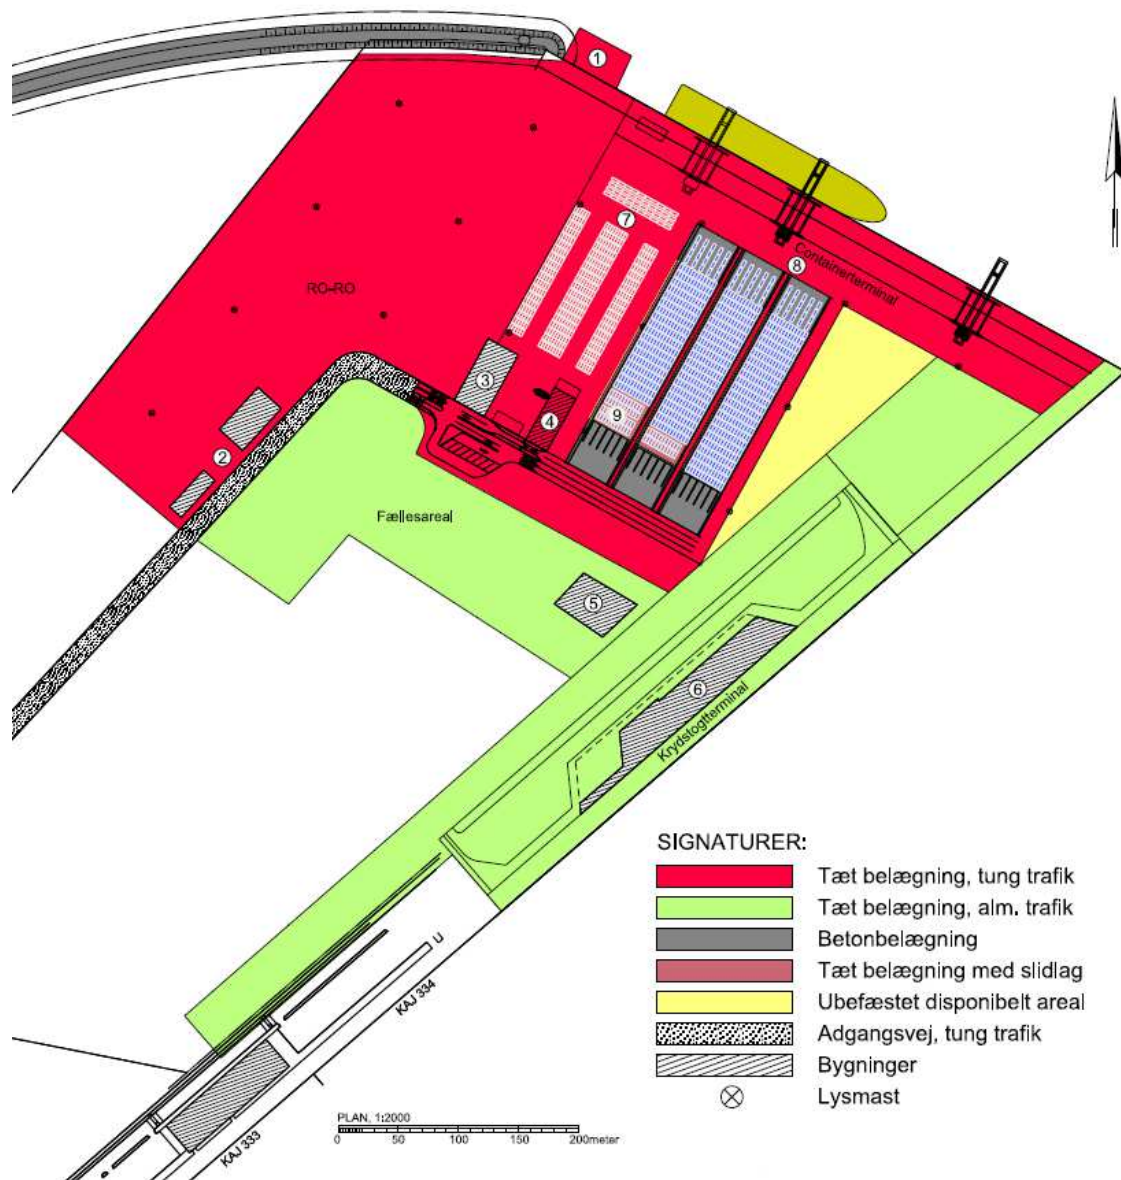 1
7
8
Containerterminal
RO-RO
3
4
9
2
Fællesareal
5
6
Krydstogtterminal
SIGNATURER:
Tæt belægning, tung trafik
Tæt belægning, alm. trafik
Betonbelægning
Tæt belægning med slidlag
Ubefæstet disponibelt areal
Adgangsvej, tung trafik
Bygninger
Lysmast
U
KAJ 334
KAJ 333
PLAN, 1:2000
0 50 100 150 200meter